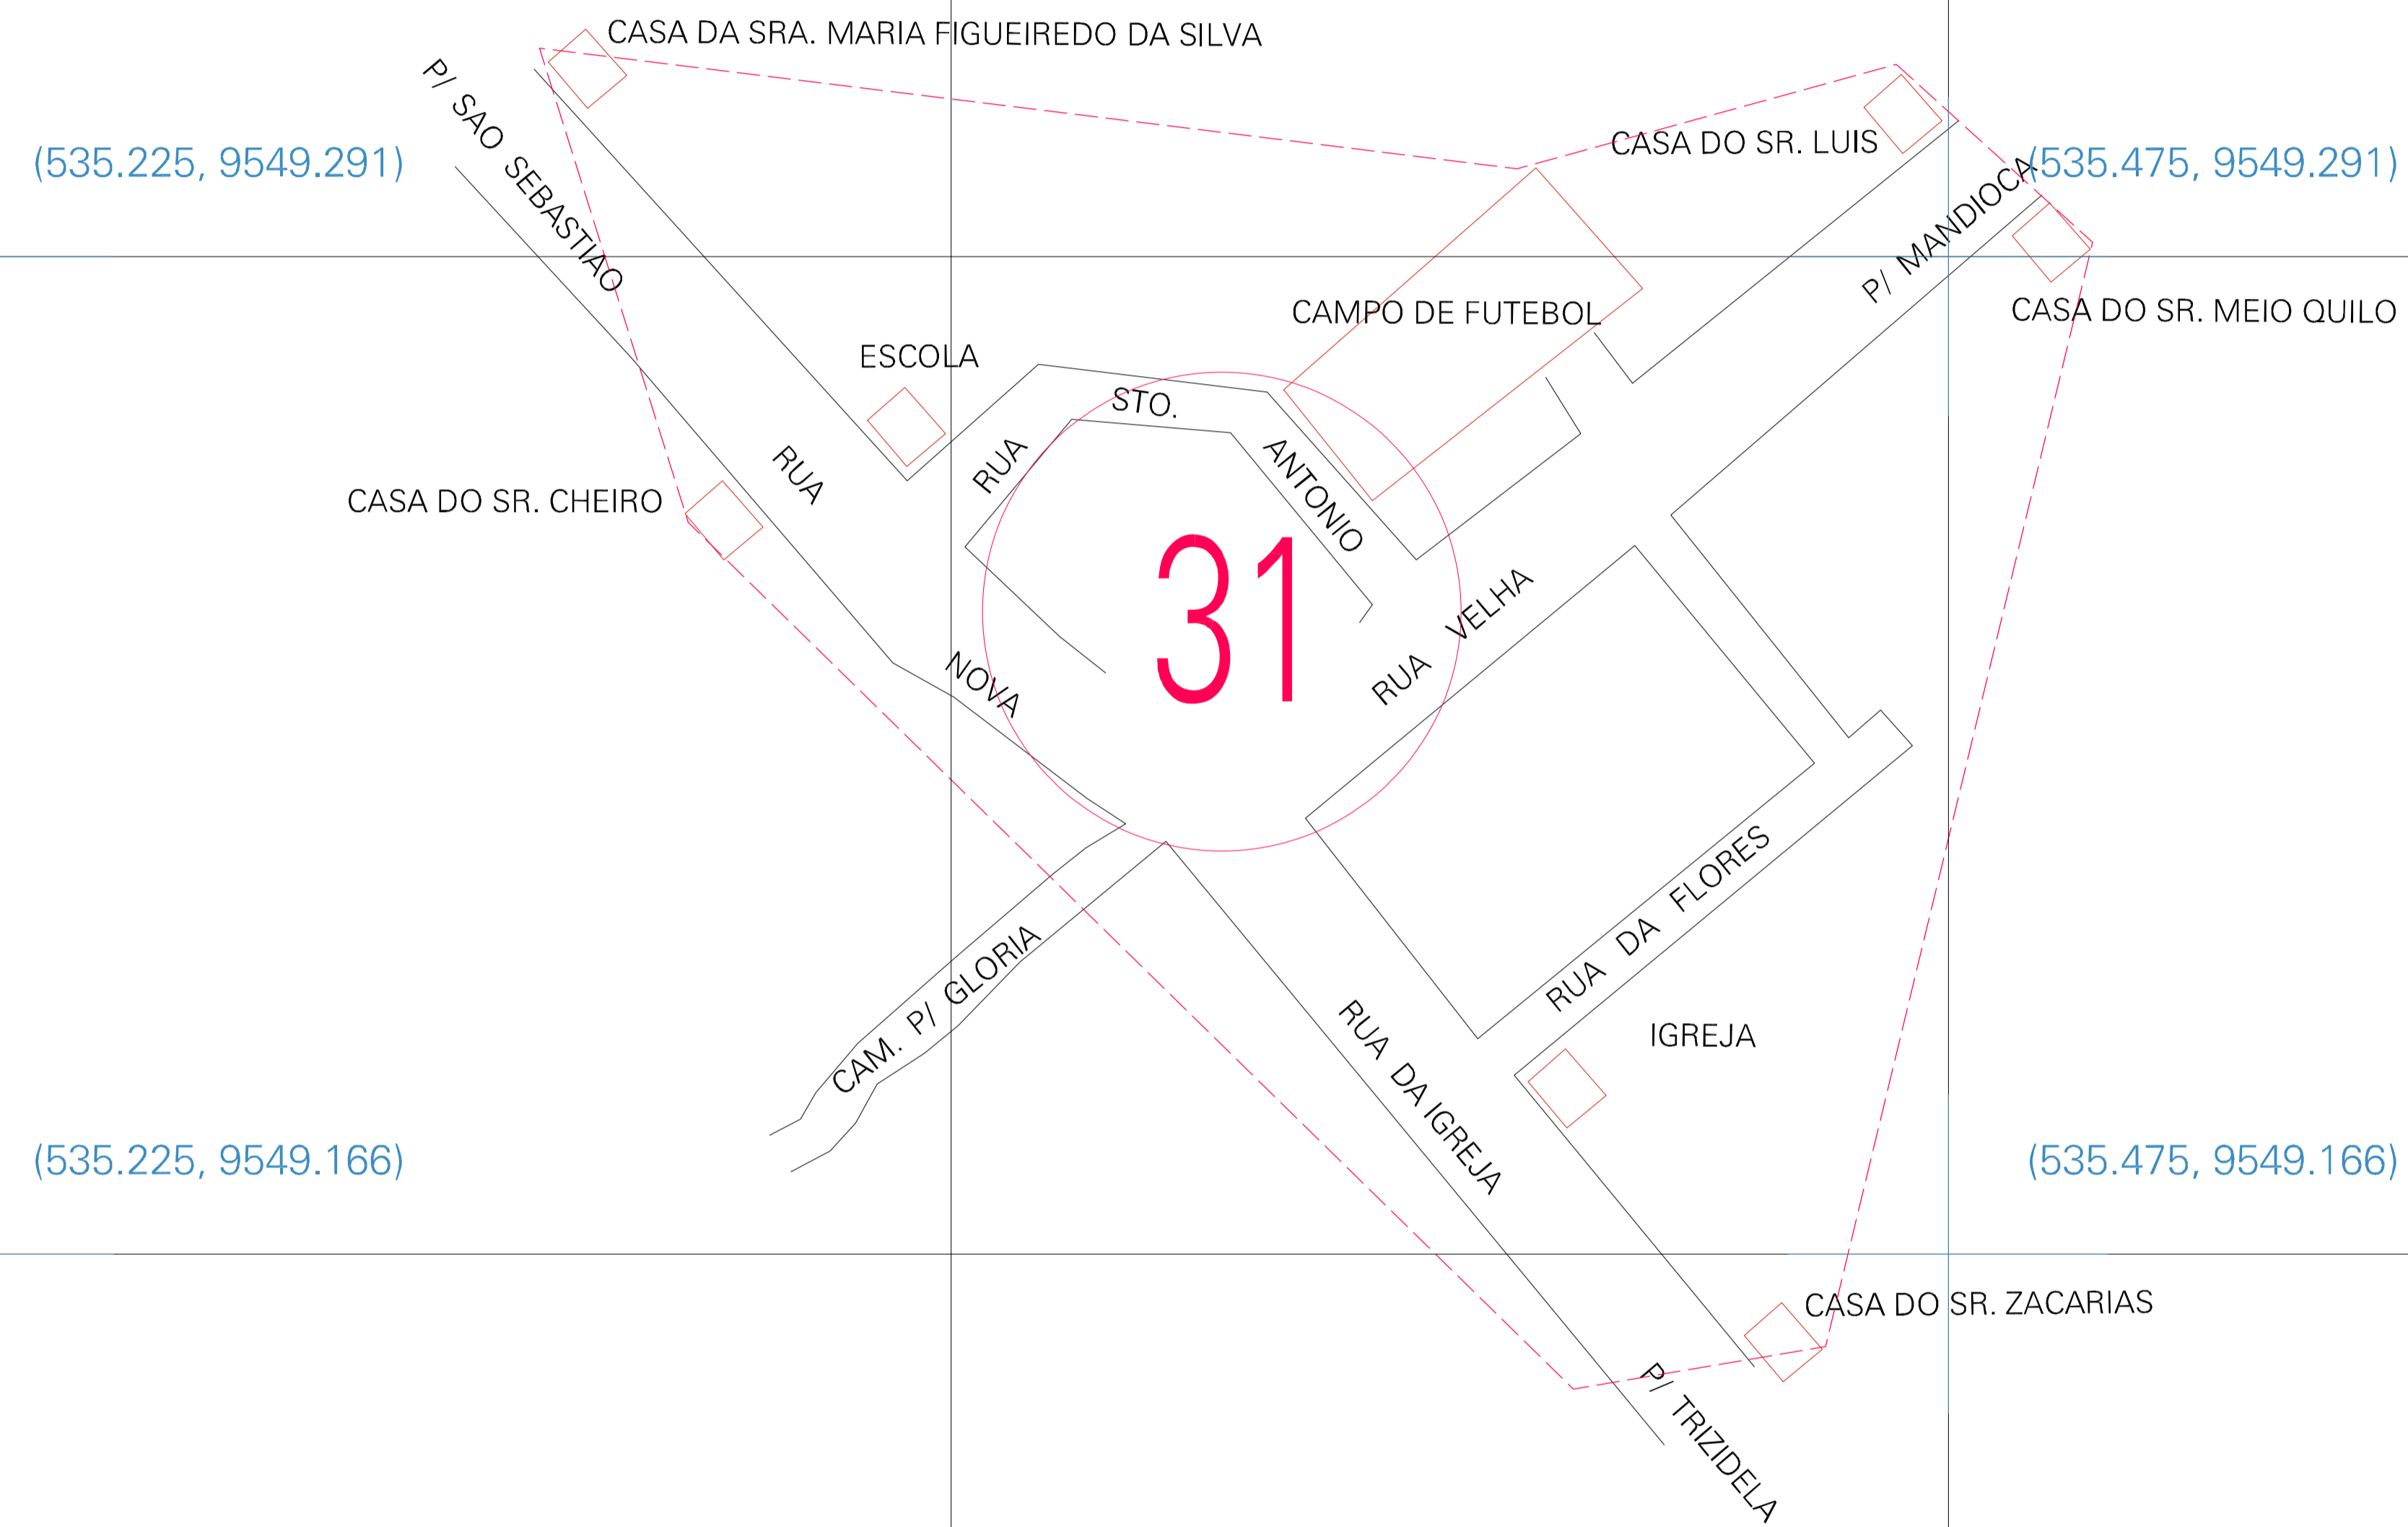 CASA DA SRA. MARIA FIGUEIREDO DA SILVA
P/ SAO SEBASTIAO
CASA DO SR. LUIS
(535.225, 9549.291)
(535.475, 9549.291)
P/ MANDIOCA
CASA DO SR. MEIO QUILO
CAMPO DE FUTEBOL
ESCOLA
RUA STO. ANTONIO
CASA DO SR. CHEIRO
RUA NOVA
31
RUA VELHA
RUA DA FLORES
CAM. P/ GLORIA
RUA DA IGREJA
IGREJA
(535.225, 9549.166)
(535.475, 9549.166)
CASA DO SR. ZACARIAS
P/ TRIZIDELA